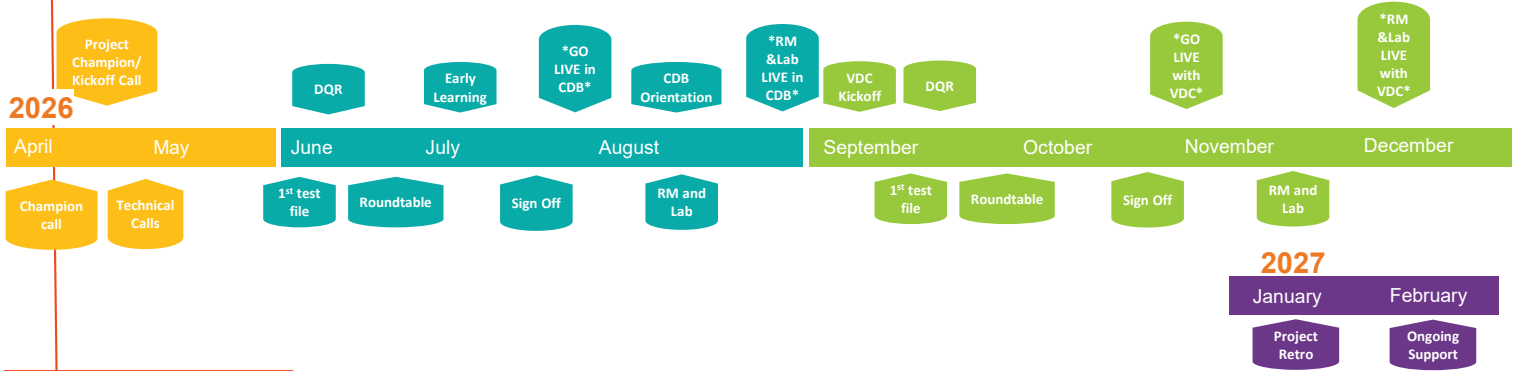 Project
Champion/
Kickoff Call
DQR
Early
Learning
*GO
LIVE in
CDB*
CDB
Orientation
*RM
&Lab
LIVE in
CDB*
VDC
Kickoff
DQR
*GO
LIVE
with
VDC*
*RM
&Lab
LIVE
with
VDC*
2026
April May June July August September October November December
Champion
call
Technical
Calls
1st test
file
Roundtable
Sign Off
RM and
Lab
1st test
file
Roundtable
Sign Off
RM and
Lab
2027
January February
Project
Retro
Ongoing
Support